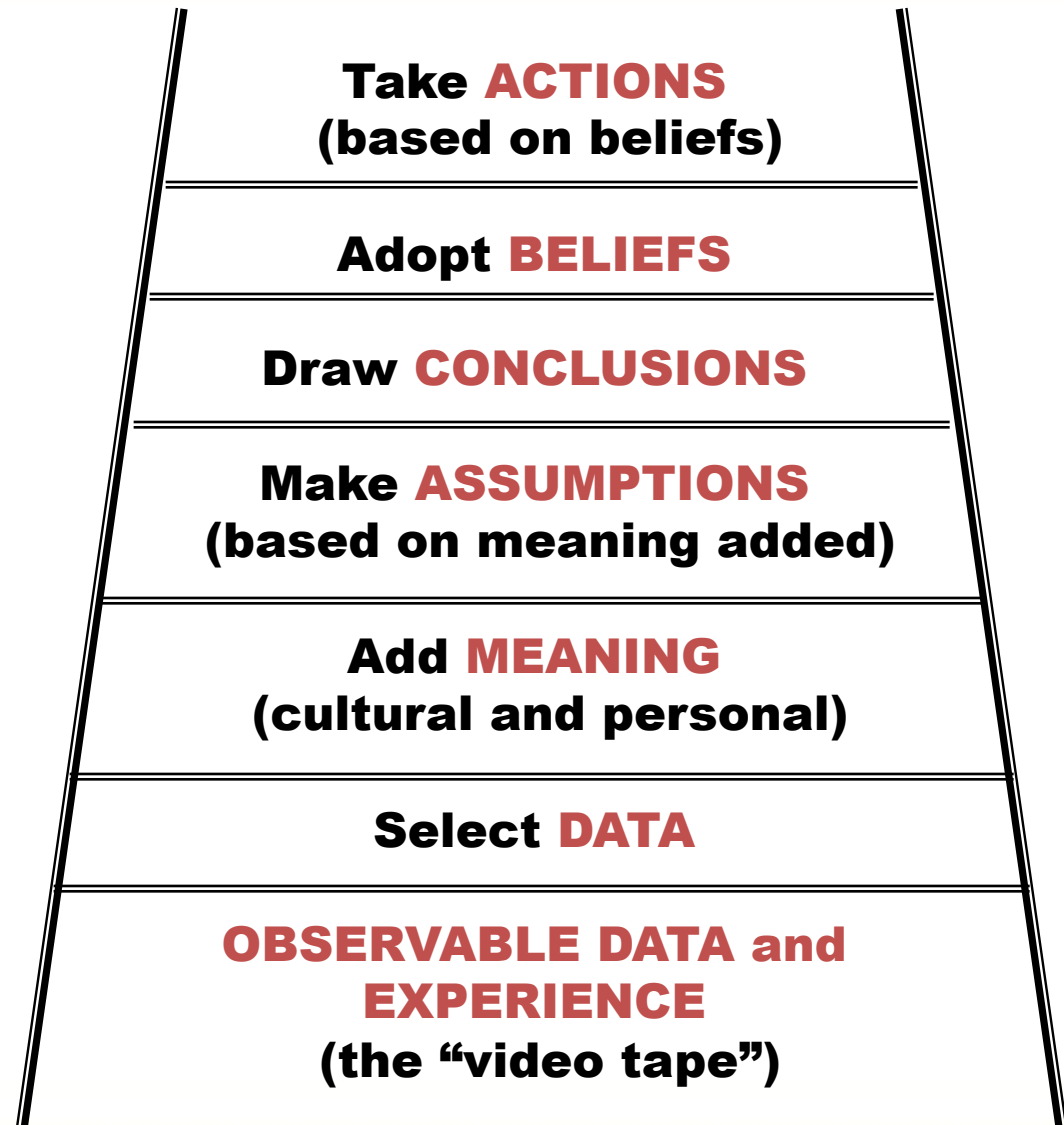 Take ACTIONS
(based on beliefs)
Adopt BELIEFS
Draw CONCLUSIONS
Make ASSUMPTIONS
(based on meaning added)
Add MEANING
(cultural and personal)
Select DATA
OBSERVABLE DATA and
EXPERIENCE
(the “video tape”)